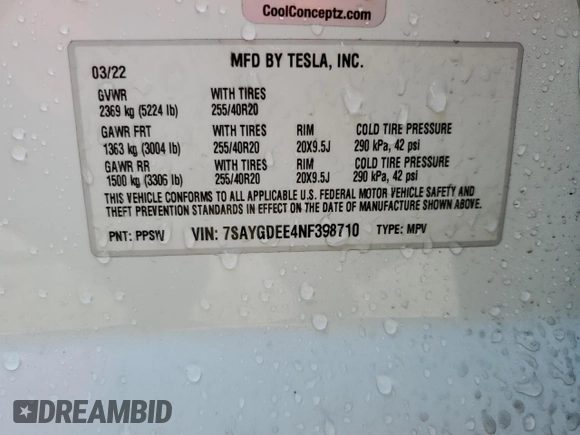 CoolConceptz.com
MFD BY TESLA, INC.
03/22
GVWR WITH TIRES
2369 kg (5224 lb) 255/40R20
GAWR FRT WITH TIRES RIM COLD TIRE PRESSURE
1363 kg (3004 lb) 255/40R20 20X9.5J 290 kPa, 42 psi
GAWR RR WITH TIRES RIM COLD TIRE PRESSURE
1500 kg (3306 lb) 255/40R20 20X9.5J 290 kPa, 42 psi
THIS VEHICLE CONFORMS TO ALL APPLICABLE U.S. FEDERAL MOTOR VEHICLE SAFETY AND
THEFT PREVENTION STANDARDS IN EFFECT ON THE DATE OF MANUFACTURE SHOWN ABOVE.
PNT: PPSW VIN: 7SAYGDEE4NF398710 TYPE: MPV
DREAMBID